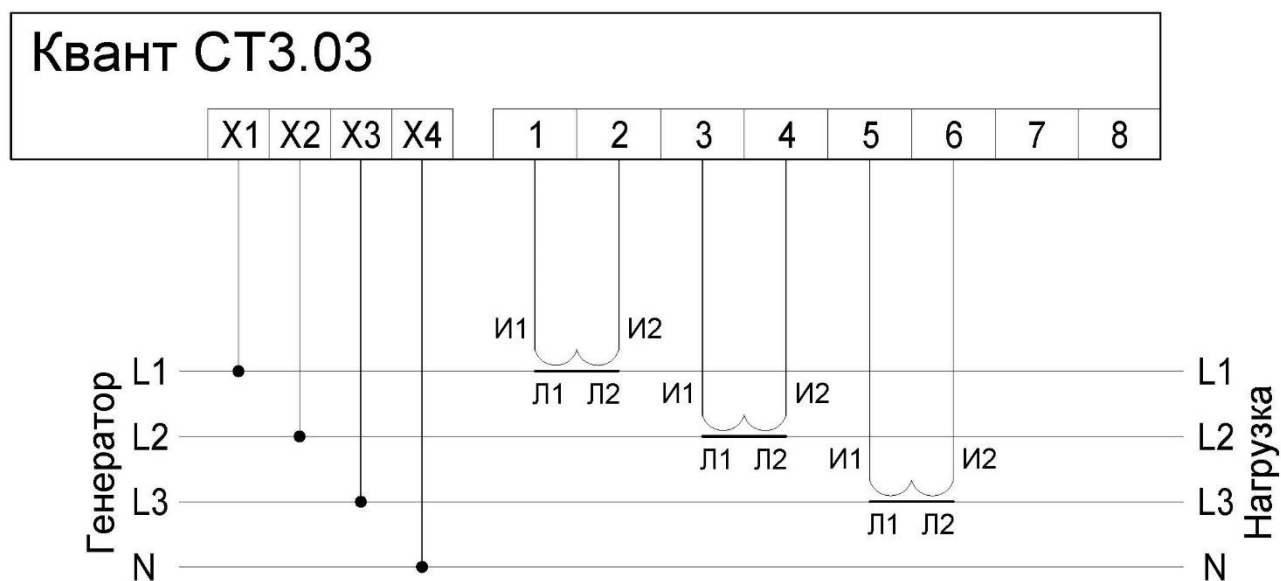 Квант СТ3.03
X1 X2 X3 X4 1 2 3 4 5 6 7 8
И1 И2
L1 Л1 Л2 И1 И2 L1
L2 Л1 Л2 И1 И2 L2
L3 Л1 Л2 L3
N N
Генератор
Нагрузка